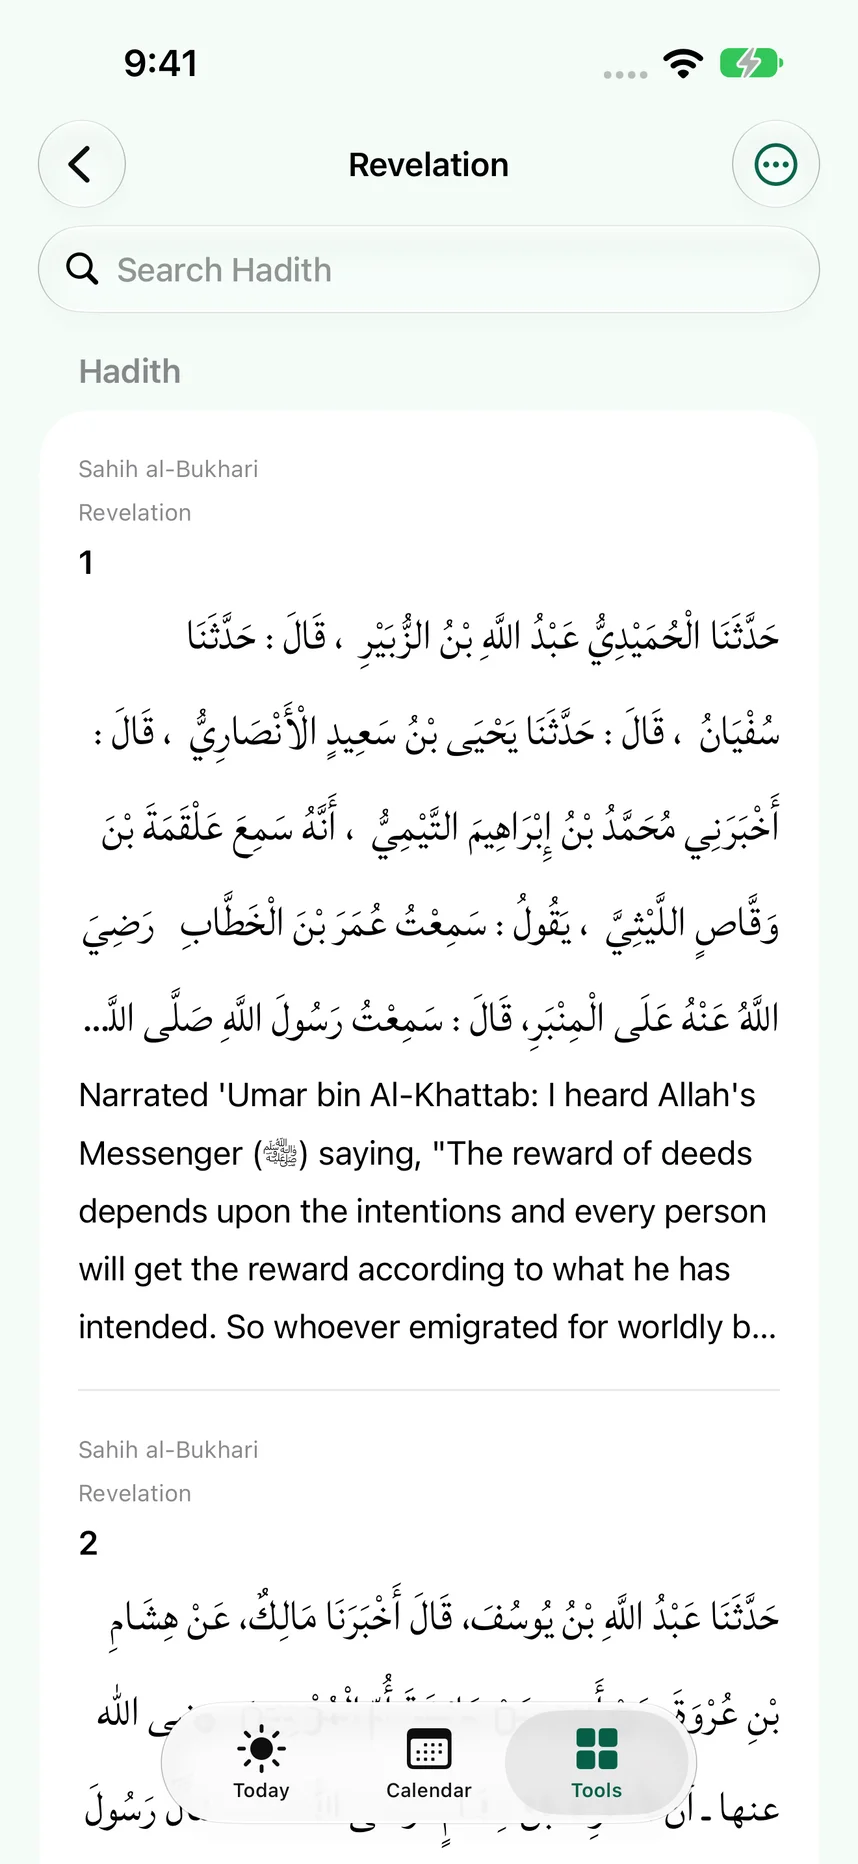 9:41
Revelation
Search Hadith
Hadith
Sahih al-Bukhari
Revelation
1
حَدَّثَنَا الْحُمَيْدِيُّ عَبْدُ اللَّهِ بْنُ الزُّبَيْرِ ، قَالَ : حَدَّثَنَا
سُفْيَانُ ، قَالَ : حَدَّثَنَا يَحْيَى بْنُ سَعِيدٍ الْأَنْصَارِيُّ ، قَالَ :
أَخْبَرَنِي مُحَمَّدُ بْنُ إِبْرَاهِيمَ التَّيْمِيُّ ، أَنَّهُ سَمِعَ عَلْقَمَةَ بْنَ
وَقَّاصٍ اللَّيْثِيَّ ، يَقُولُ : سَمِعْتُ عُمَرَ بْنَ الْخَطَّابِ رَضِيَ
اللَّهُ عَنْهُ عَلَى الْمِنْبَرِ، قَالَ : سَمِعْتُ رَسُولَ اللَّهِ صَلَّى اللَّـ...
Narrated 'Umar bin Al-Khattab: I heard Allah's
Messenger (ﷺ) saying, "The reward of deeds
depends upon the intentions and every person
will get the reward according to what he has
intended. So whoever emigrated for worldly b...
Sahih al-Bukhari
Revelation
2
حَدَّثَنَا عَبْدُ اللَّهِ بْنُ يُوسُفَ، قَالَ أَخْبَرَنَا مَالِكٌ، عَنْ هِشَامِ
بْنِ عُرْوَةَ الله
عنها ـ أَنَّ رَسُولَ
Today
Calendar
Tools